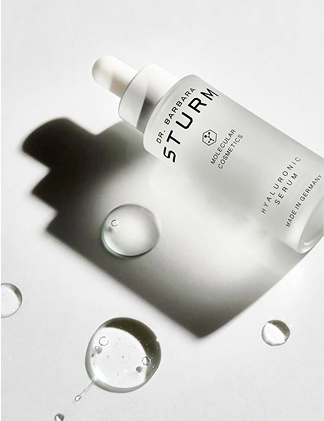 DR. BARBARA
STURM
MOLECULAR
COSMETICS
HYALURONIC
SERUM
MADE IN GERMANY